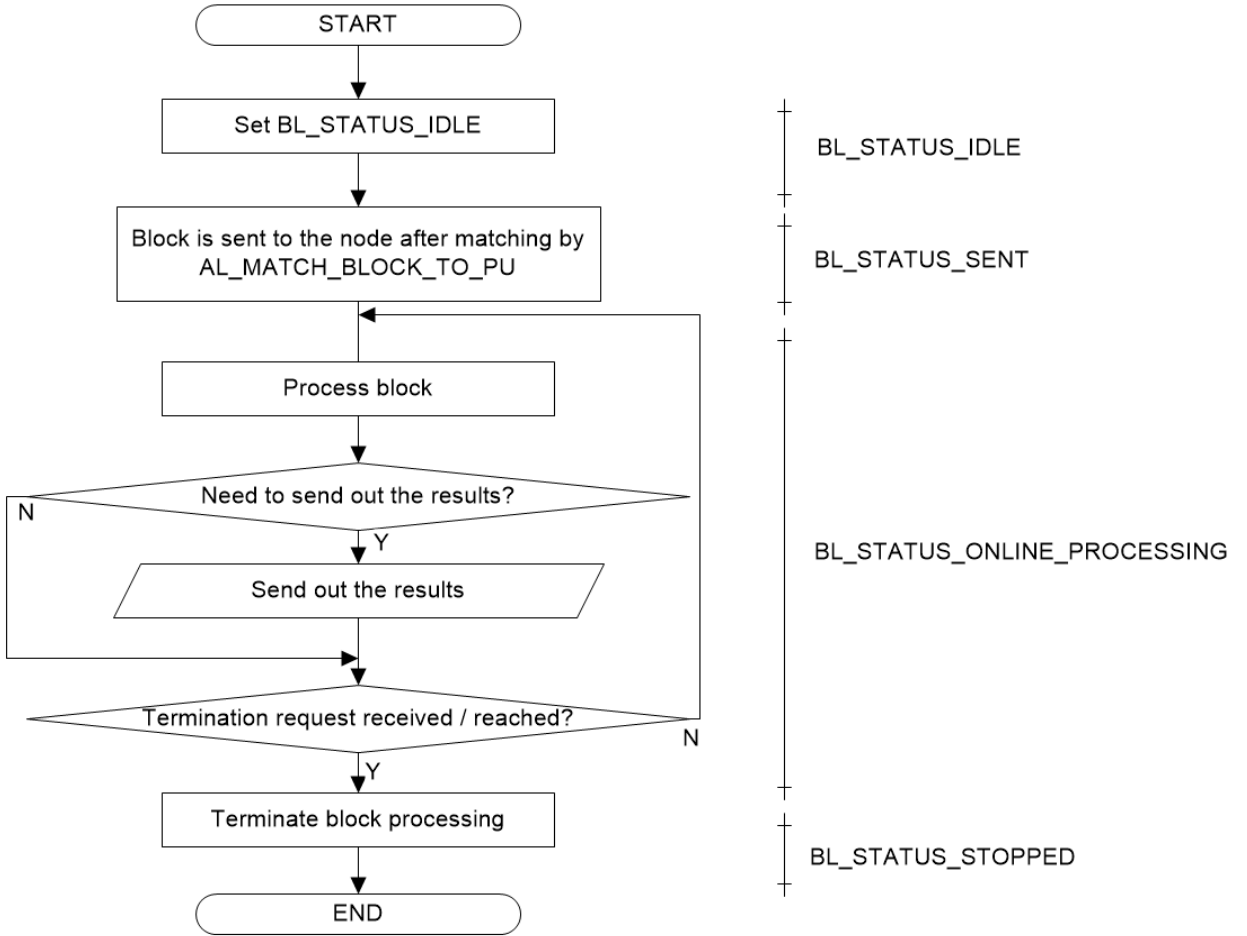 START
Set BL_STATUS_IDLE
BL_STATUS_IDLE
Block is sent to the node after matching by
AL_MATCH_BLOCK_TO_PU
BL_STATUS_SENT
Process block
Need to send out the results?
N
Y
BL_STATUS_ONLINE_PROCESSING
Send out the results
Termination request received / reached?
N
Y
Terminate block processing
BL_STATUS_STOPPED
END